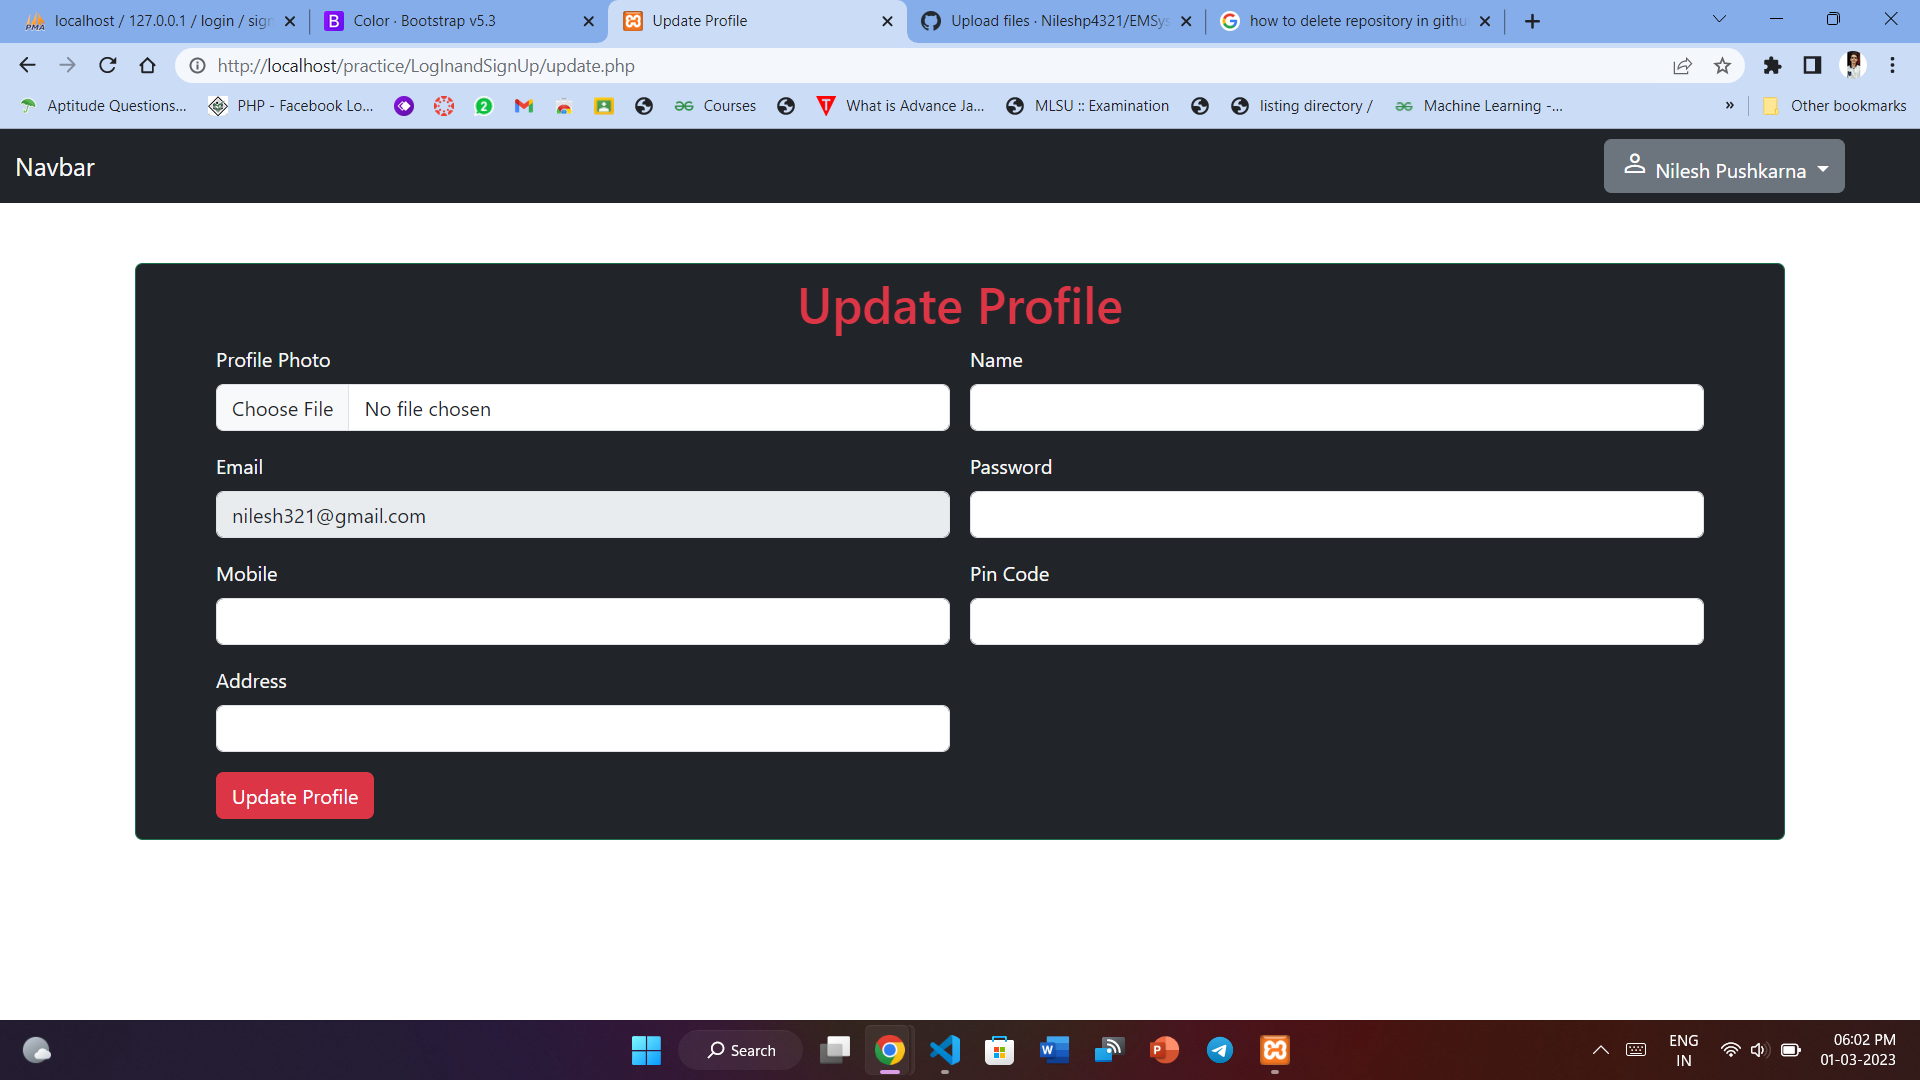 localhost / 127.0.0.1 / login / sign
Color · Bootstrap v5.3
Update Profile
Upload files · Nileshp4321/EMSys
how to delete repository in githu
http://localhost/practice/LogInandSignUp/update.php
Aptitude Questions...
PHP - Facebook Lo...
2
Courses
What is Advance Ja...
MLSU :: Examination
listing directory /
Machine Learning -...
»
Other bookmarks
Navbar
Nilesh Pushkarna
Update Profile
Profile Photo
Name
Choose File
No file chosen
Email
Password
nilesh321@gmail.com
Mobile
Pin Code
Address
Update Profile
Search
ENG
IN
06:02 PM
01-03-2023